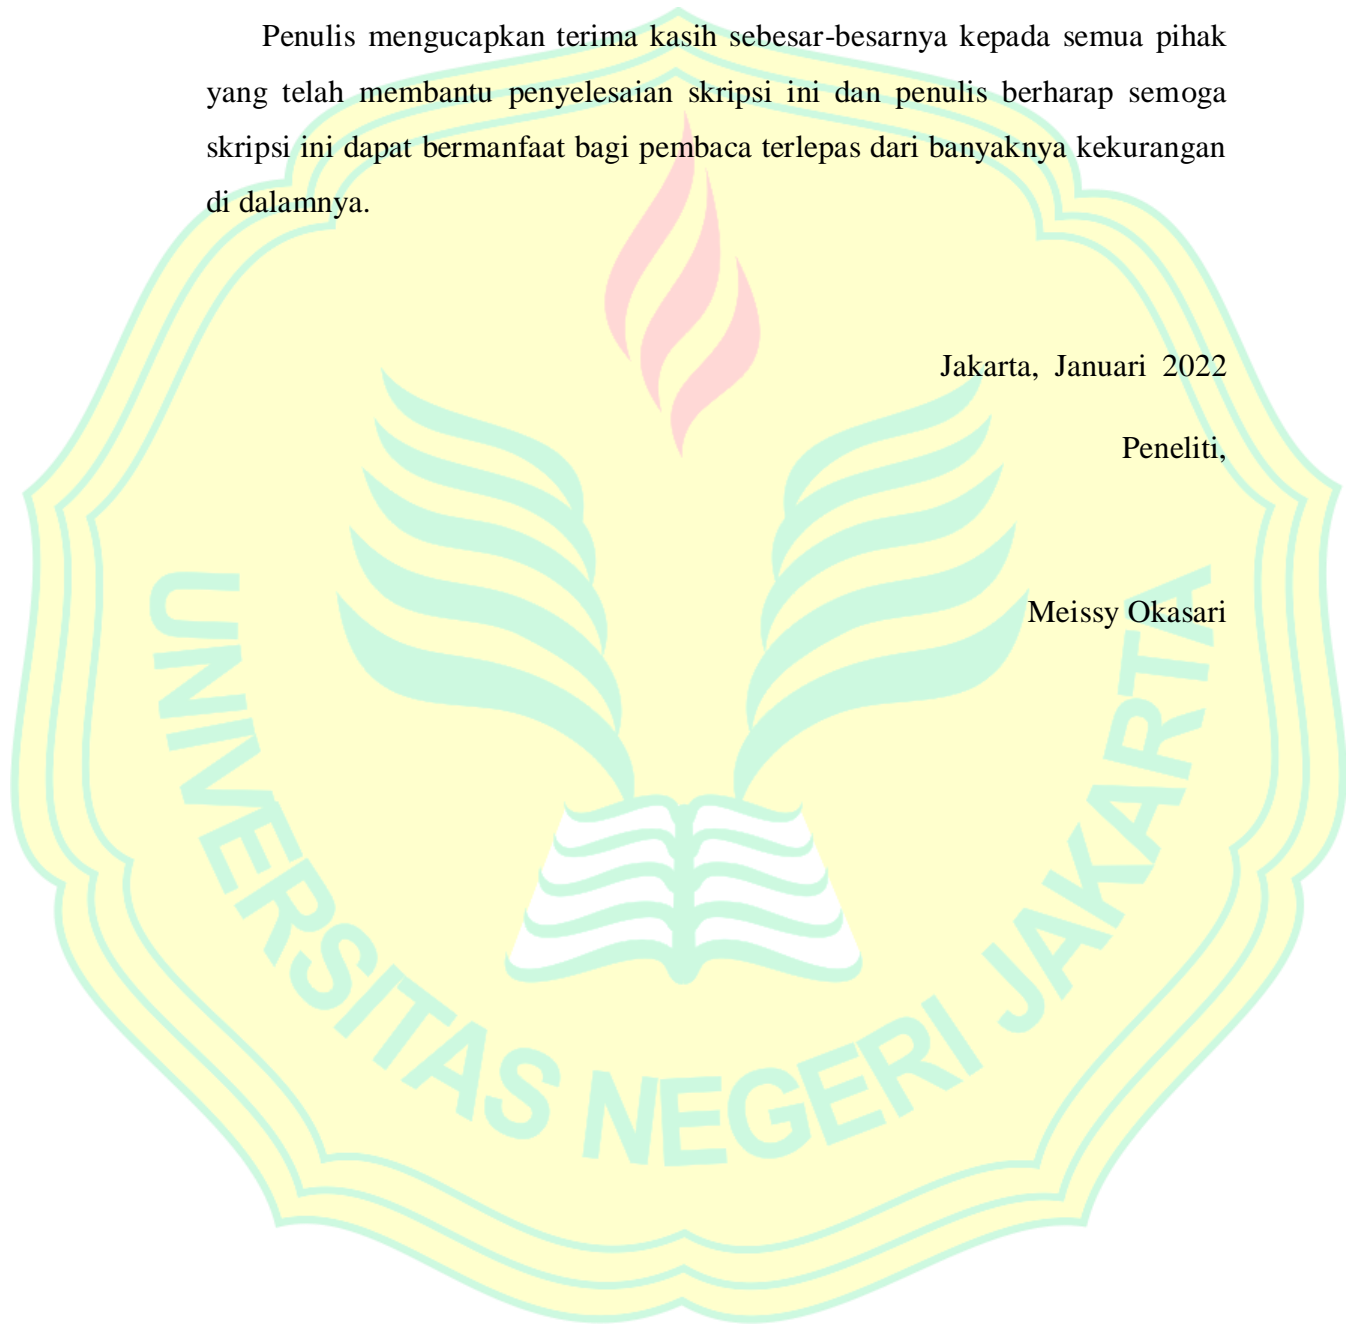 Penulis mengucapkan terima kasih sebesar-besarnya kepada semua pihak
yang telah membantu penyelesaian skripsi ini dan penulis berharap semoga
skripsi ini dapat bermanfaat bagi pembaca terlepas dari banyaknya kekurangan
di dalamnya.
Jakarta, Januari 2022
Peneliti,
Meissy Okasari
UNIVERSITAS NEGERI JAKARTA